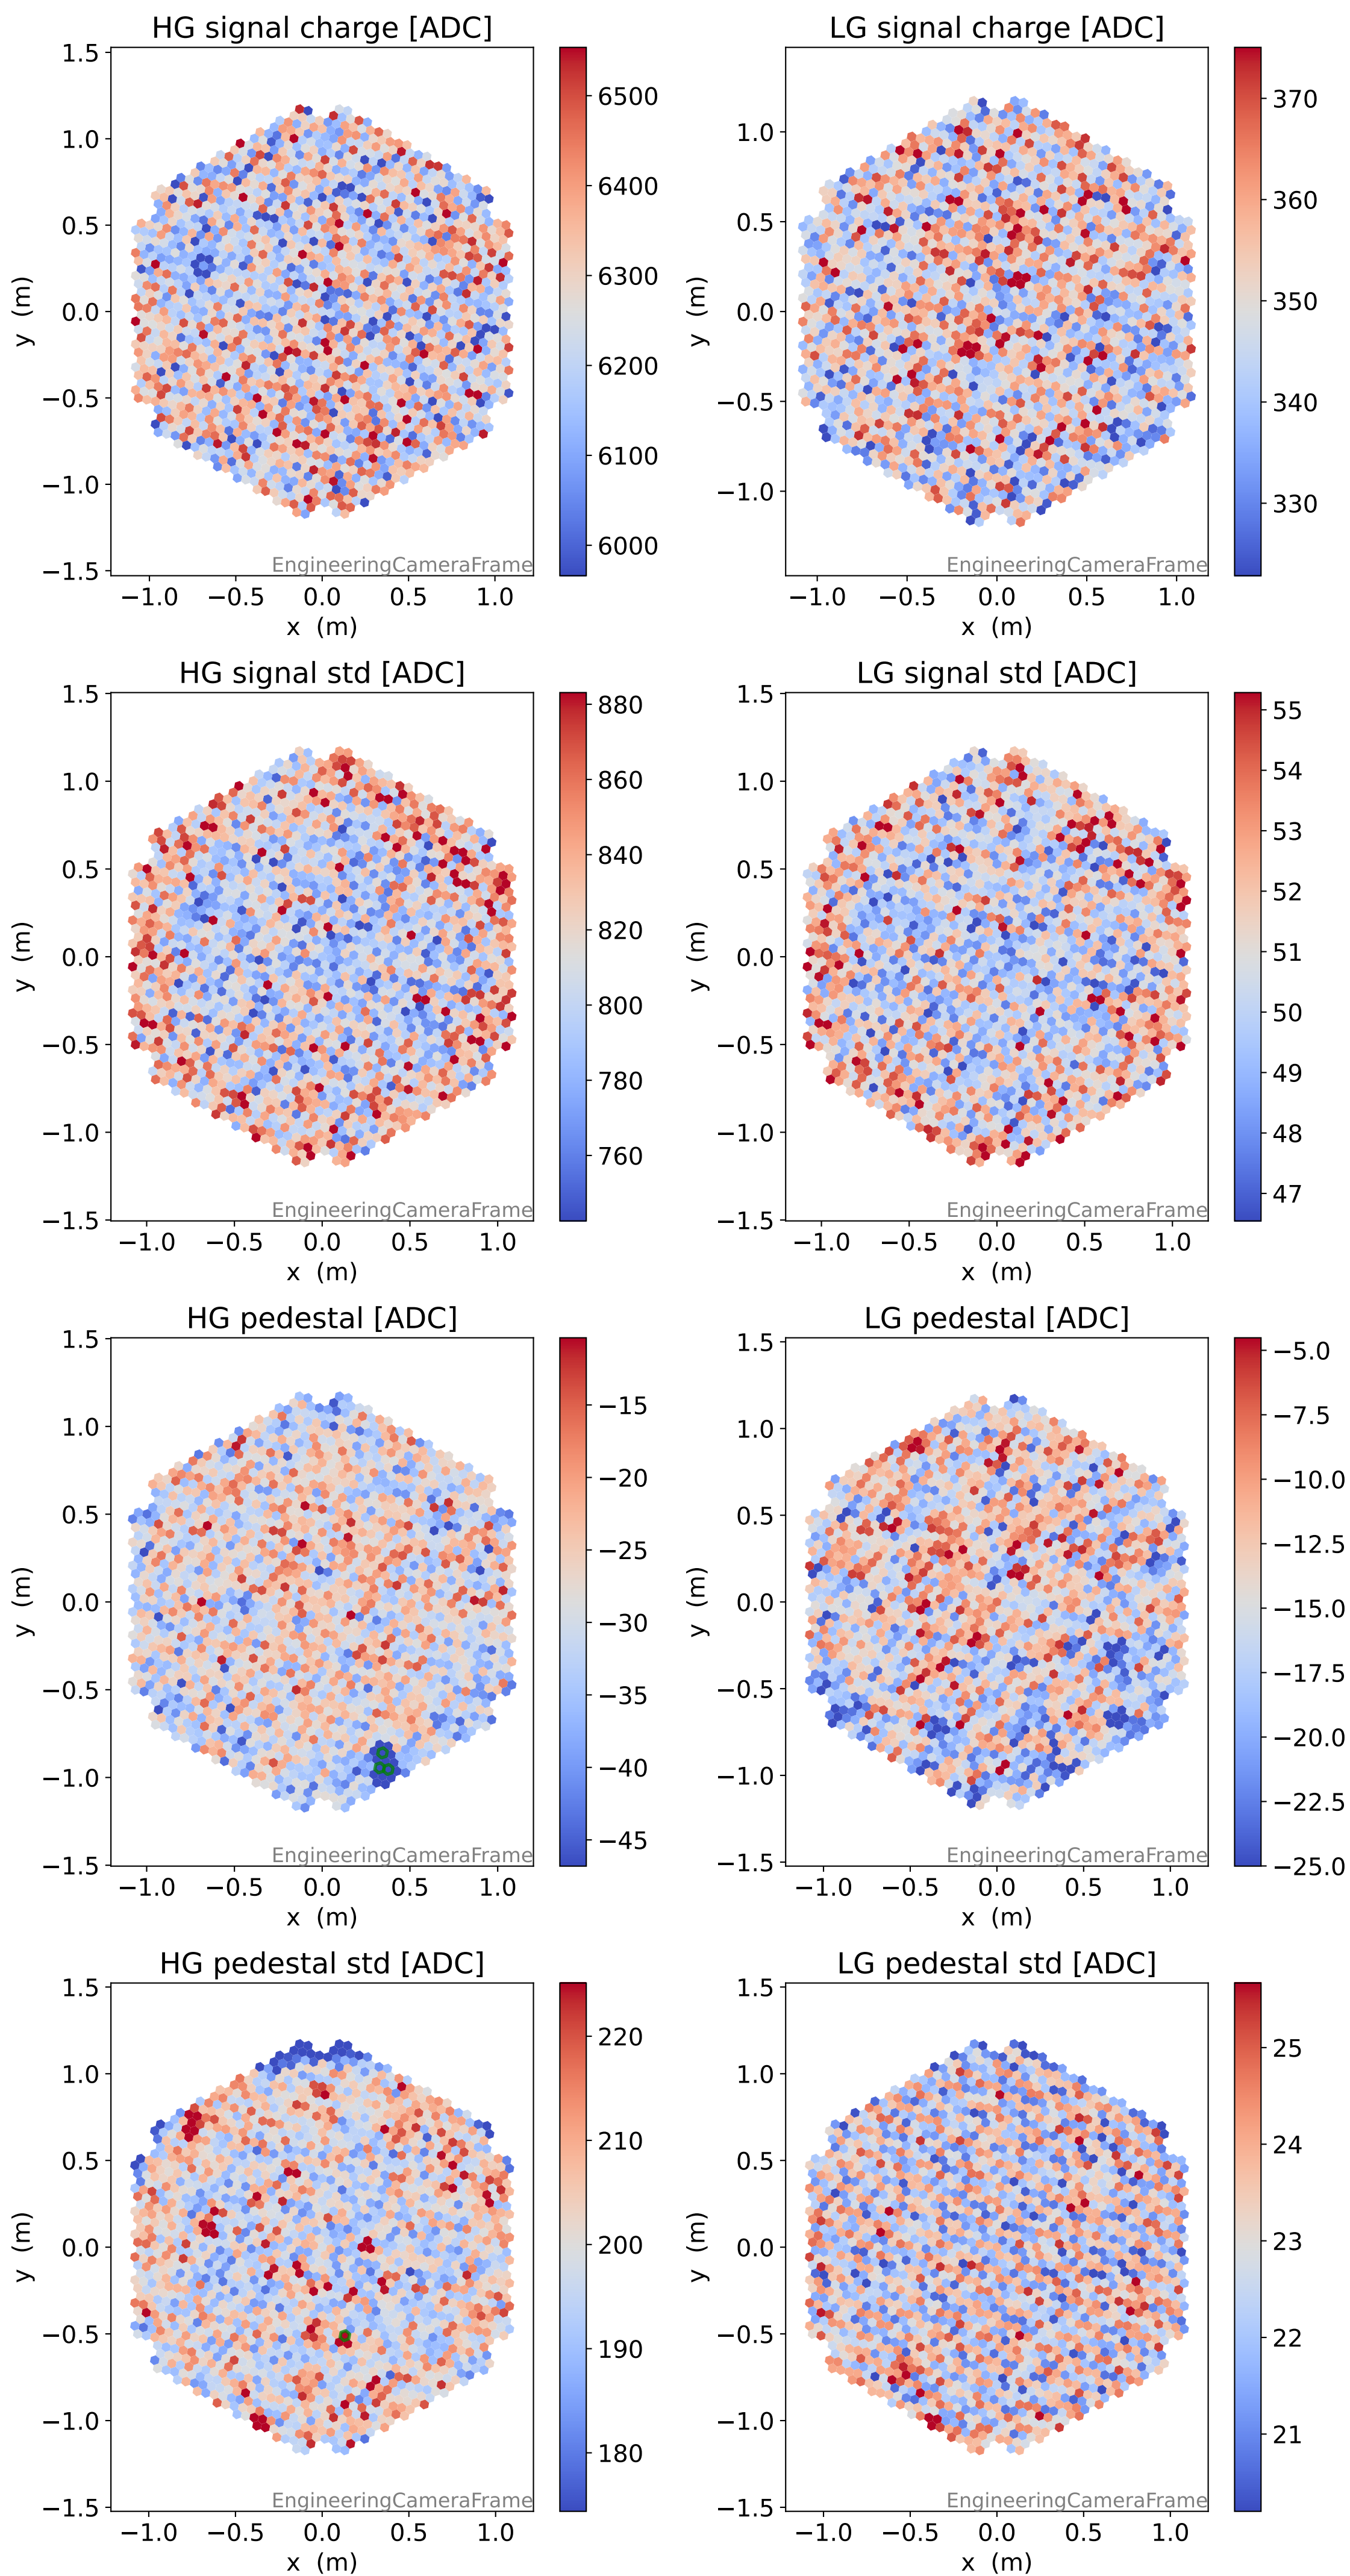 HG signal charge [ADC]
1.5
1.0
0.5
0.0
−0.5
−1.0
−1.5
y (m)
−1.0 −0.5 0.0 0.5 1.0
x (m)
EngineeringCameraFrame
6500
6400
6300
6200
6100
6000
LG signal charge [ADC]
1.0
0.5
0.0
−0.5
−1.0
y (m)
−1.0 −0.5 0.0 0.5 1.0
x (m)
EngineeringCameraFrame
370
360
350
340
330
HG signal std [ADC]
1.5
1.0
0.5
0.0
−0.5
−1.0
−1.5
y (m)
−1.0 −0.5 0.0 0.5 1.0
x (m)
EngineeringCameraFrame
880
860
840
820
800
780
760
LG signal std [ADC]
1.5
1.0
0.5
0.0
−0.5
−1.0
−1.5
y (m)
−1.0 −0.5 0.0 0.5 1.0
x (m)
EngineeringCameraFrame
55
54
53
52
51
50
49
48
47
HG pedestal [ADC]
1.5
1.0
0.5
0.0
−0.5
−1.0
−1.5
y (m)
−1.0 −0.5 0.0 0.5 1.0
x (m)
EngineeringCameraFrame
−15
−20
−25
−30
−35
−40
−45
LG pedestal [ADC]
1.5
1.0
0.5
0.0
−0.5
−1.0
−1.5
y (m)
−1.0 −0.5 0.0 0.5 1.0
x (m)
EngineeringCameraFrame
−5.0
−7.5
−10.0
−12.5
−15.0
−17.5
−20.0
−22.5
−25.0
HG pedestal std [ADC]
1.5
1.0
0.5
0.0
−0.5
−1.0
−1.5
y (m)
−1.0 −0.5 0.0 0.5 1.0
x (m)
EngineeringCameraFrame
220
210
200
190
180
LG pedestal std [ADC]
1.5
1.0
0.5
0.0
−0.5
−1.0
−1.5
y (m)
−1.0 −0.5 0.0 0.5 1.0
x (m)
EngineeringCameraFrame
25
24
23
22
21